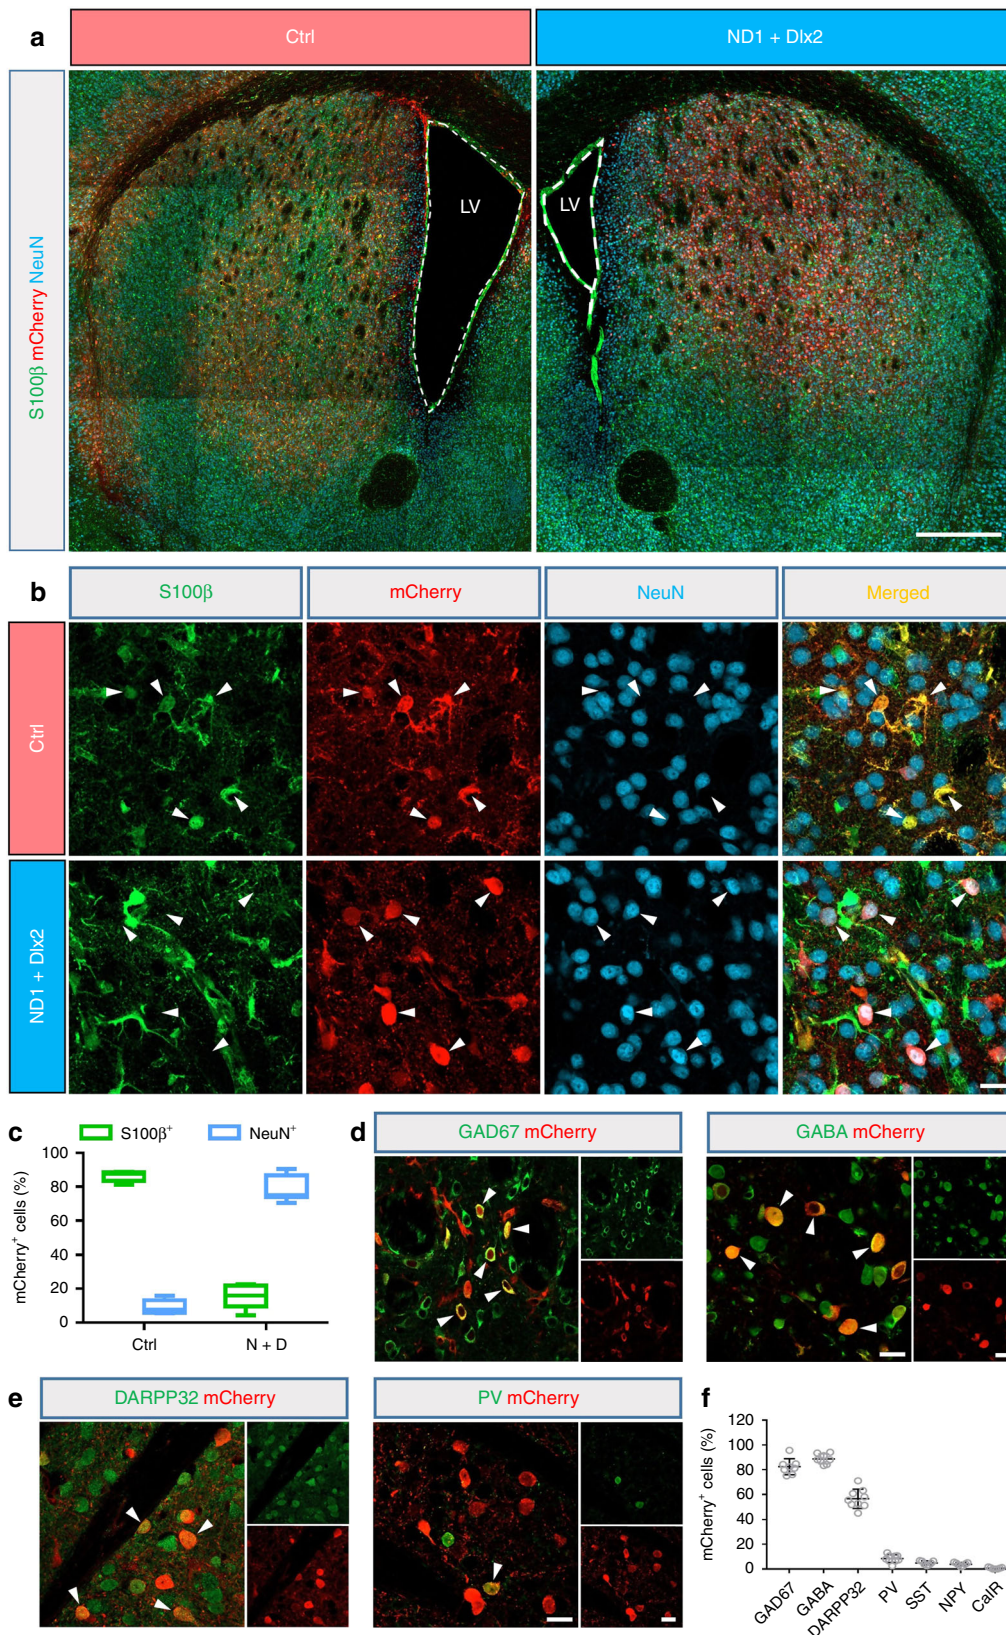 a
Ctrl
ND1 + Dlx2
S100β mCherry NeuN
LV
LV
b
S100β
mCherry
NeuN
Merged
Ctrl
ND1 + Dlx2
c
S100β⁺
NeuN⁺
mCherry⁺ cells (%)
100
80
60
40
20
0
Ctrl
N + D
d
GAD67 mCherry
GABA mCherry
e
DARPP32 mCherry
PV mCherry
f
mCherry⁺ cells (%)
120
100
80
60
40
20
0
GAD67
GABA
DARPP32
PV
SST
NPY
CalR